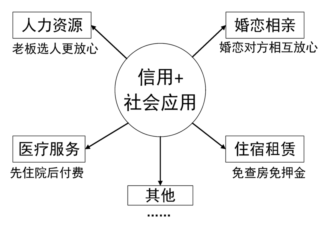 人力资源
老板选人更放心
婚恋相亲
婚恋对方相互放心
信用+
社会应用
医疗服务
先住院后付费
住宿租赁
免查房免押金
其他
······